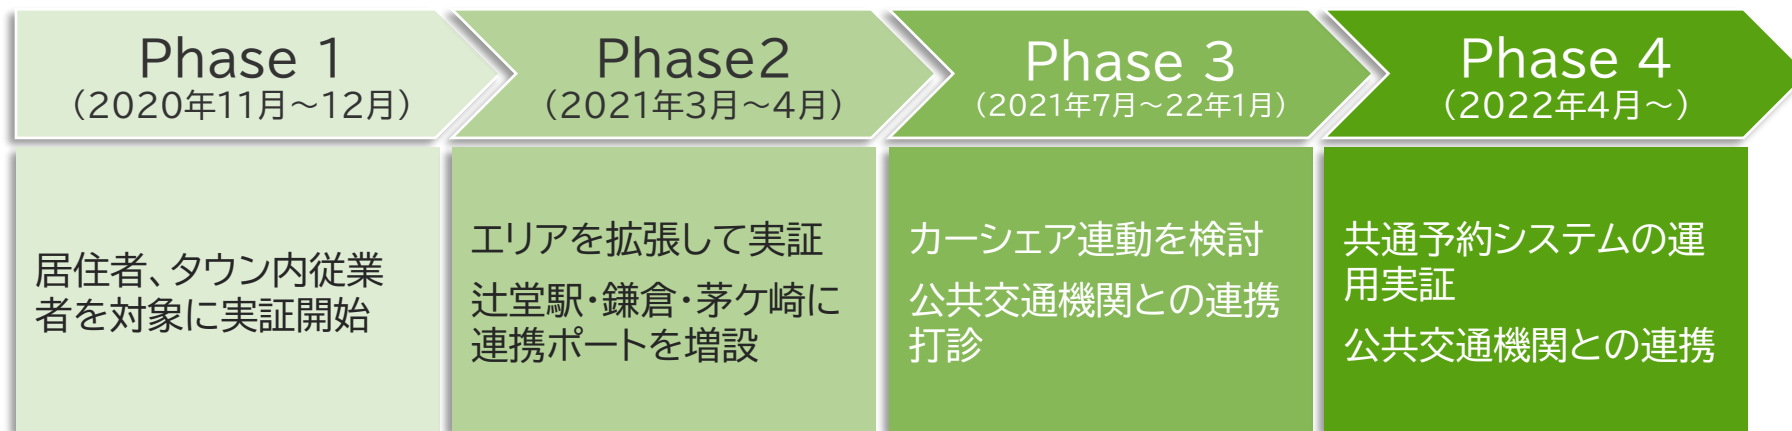 Phase 1
（2020年11月～12月）
Phase2
（2021年3月～4月）
Phase 3
（2021年7月～22年1月）
Phase 4
（2022年4月～）
居住者、タウン内従業
者を対象に実証開始
エリアを拡張して実証
辻堂駅・鎌倉・茅ケ崎に
連携ポートを増設
カーシェア連動を検討
公共交通機関との連携
打診
共通予約システムの運
用実証
公共交通機関との連携